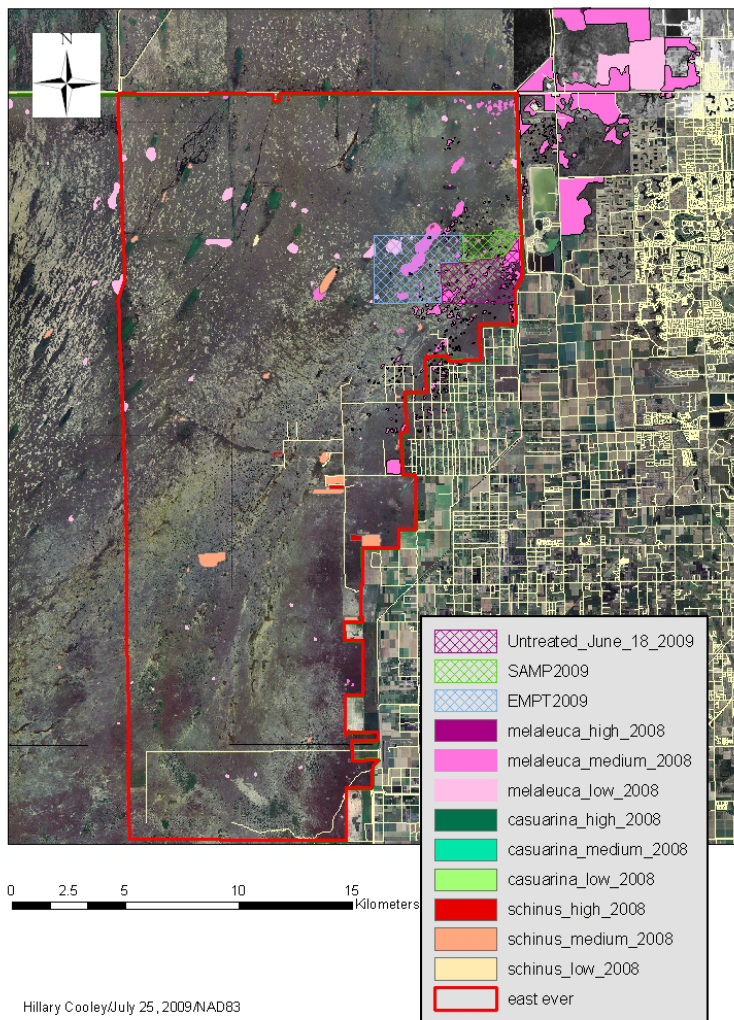 N
Untreated_June_18_2009
SAMP2009
EMPT2009
melaleuca_high_2008
melaleuca_medium_2008
melaleuca_low_2008
casuarina_high_2008
casuarina_medium_2008
casuarina_low_2008
schinus_high_2008
schinus_medium_2008
schinus_low_2008
east ever
0 2.5 5 10 15
Kilometers
Hillary Cooley/July 25, 2009/NAD83